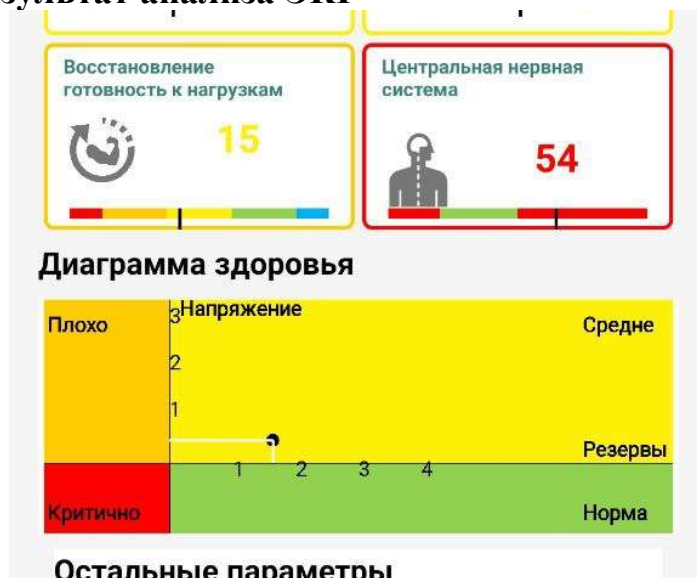 Восстановление
готовность к нагрузкам
15
Центральная нервная
система
54
Диаграмма здоровья
Плохо
3
Напряжение
Средне
2
1
Резервы
1 2 3 4
Критично
Норма
Остальные параметры